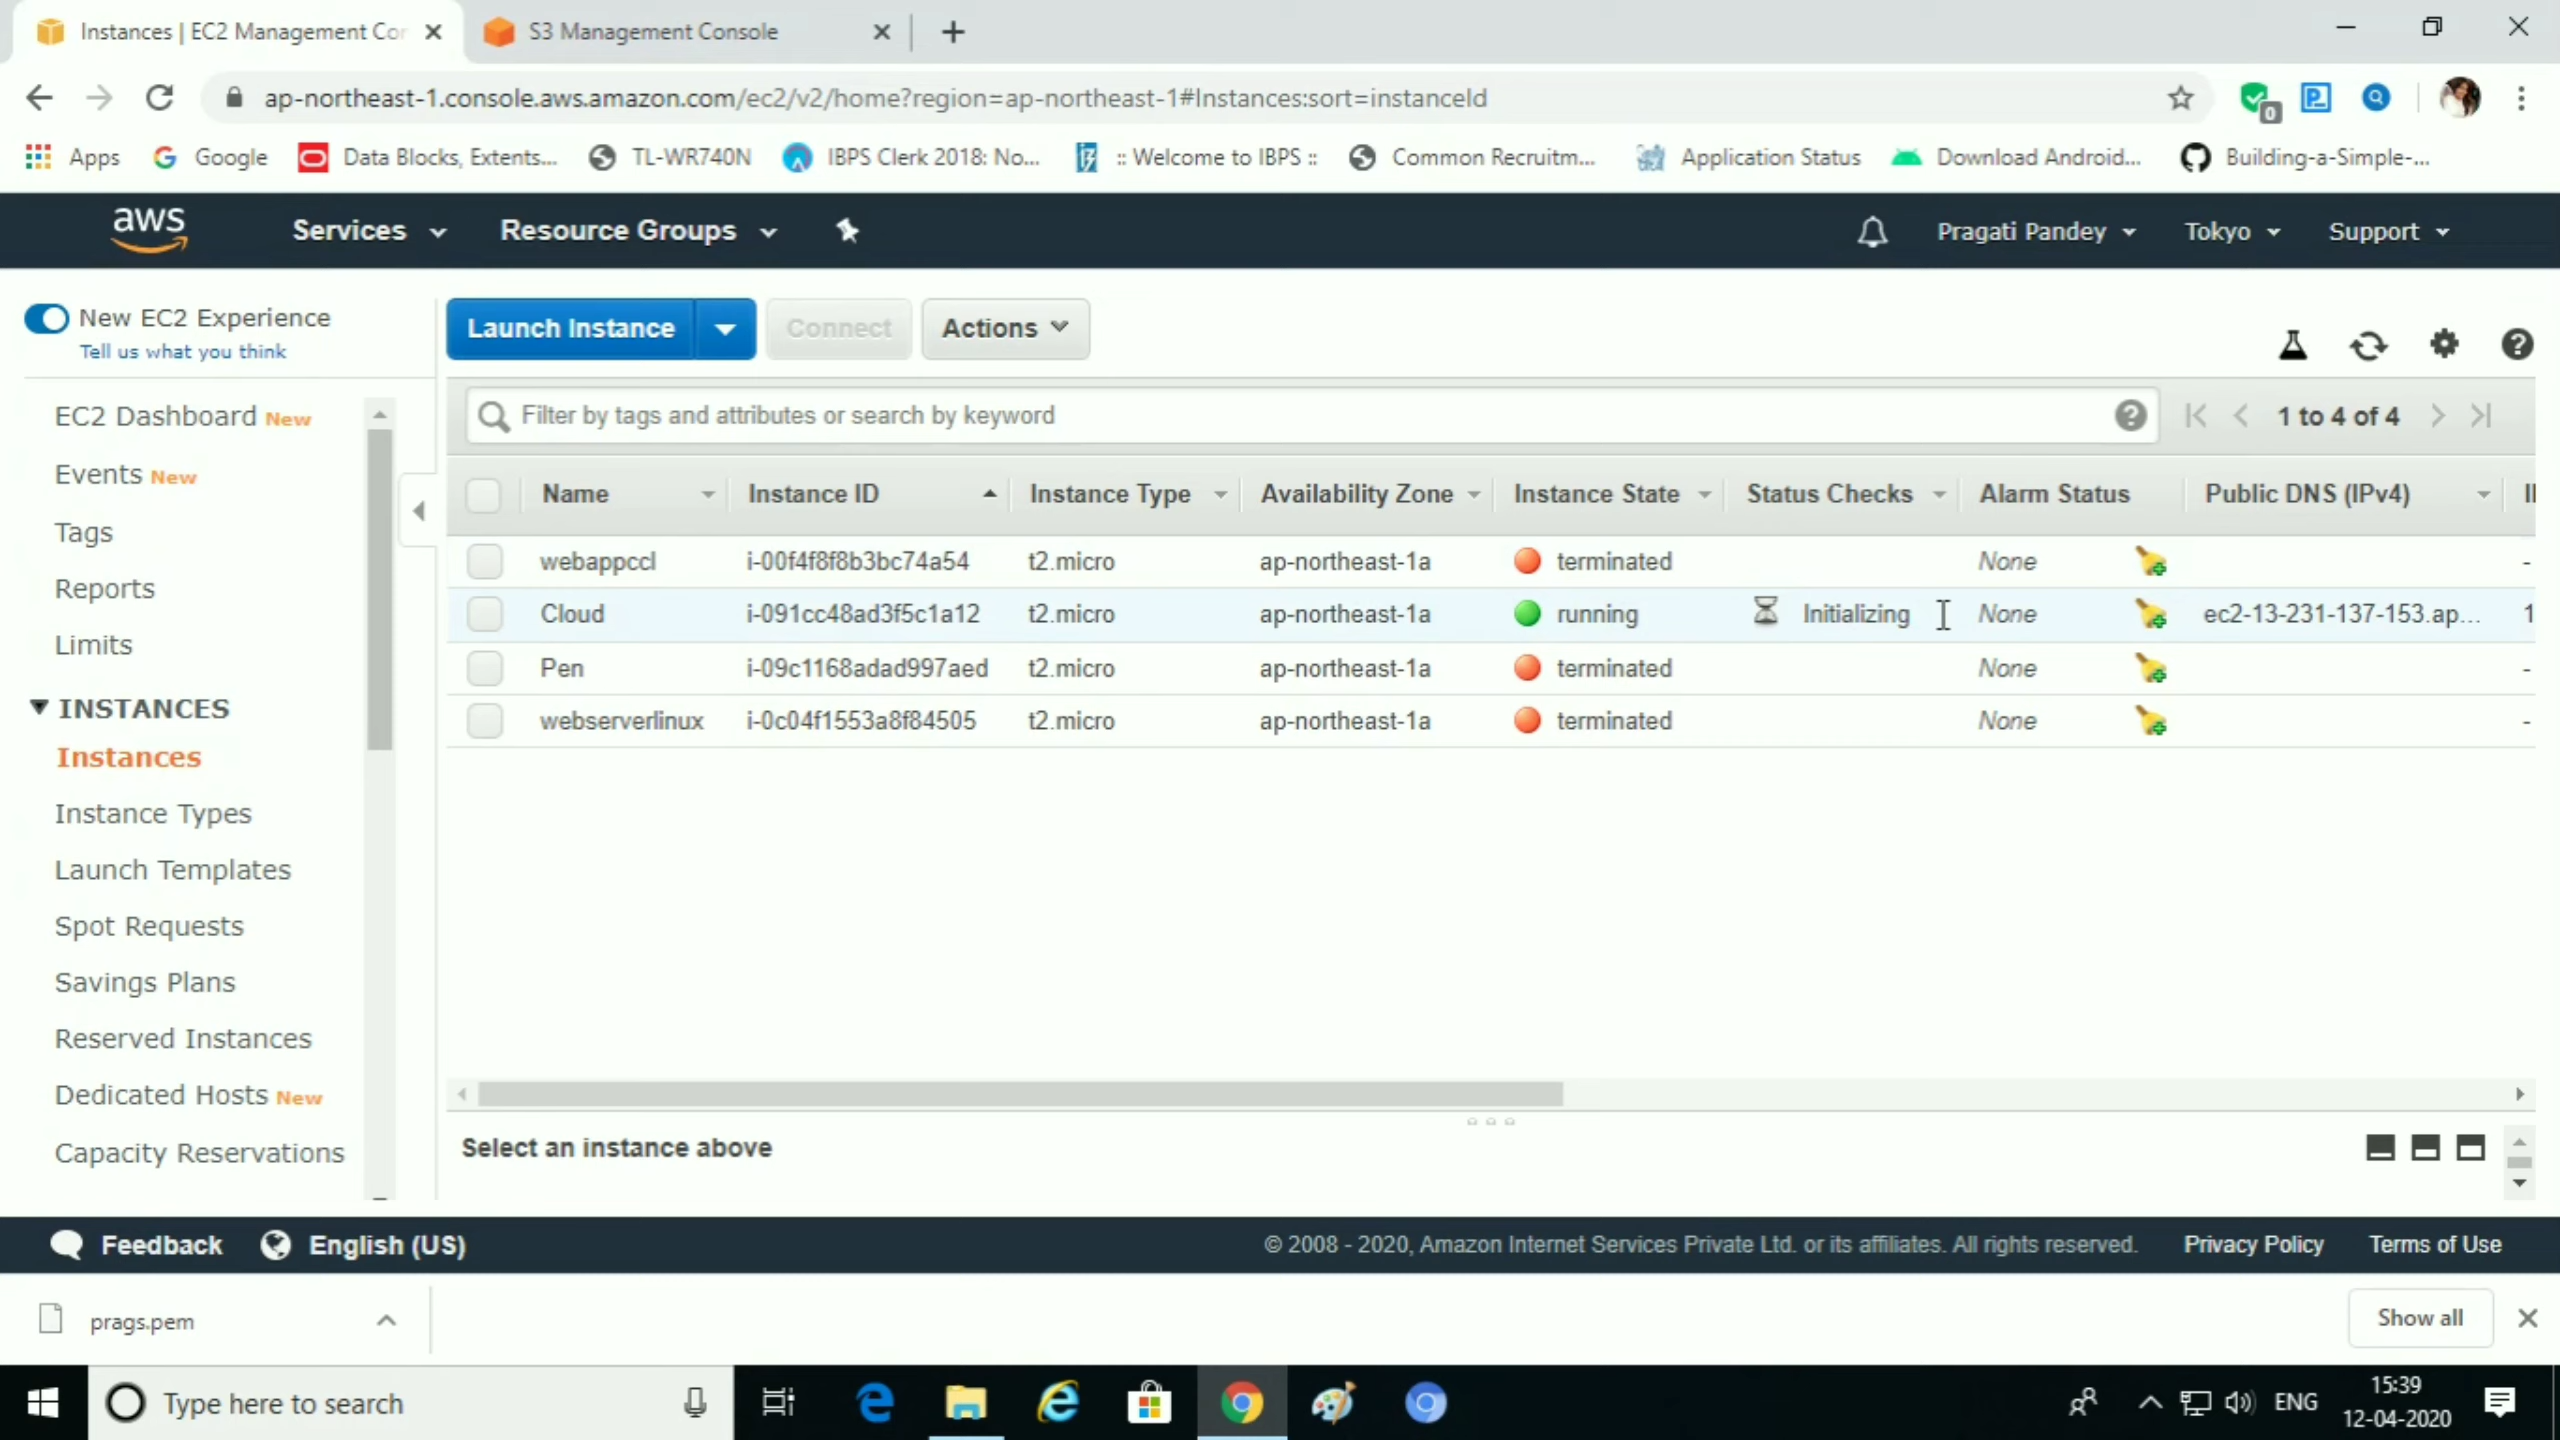 Instances | EC2 Management Cor
S3 Management Console
ap-northeast-1.console.aws.amazon.com/ec2/v2/home?region=ap-northeast-1#Instances:sort=instanceId
0
Apps
Google
Data Blocks, Extents...
TL-WR740N
IBPS Clerk 2018: No...
:: Welcome to IBPS ::
Common Recruitm...
Application Status
Download Android...
Building-a-Simple-...
aws
Services
Resource Groups
Pragati Pandey
Tokyo
Support
New EC2 Experience
Tell us what you think
EC2 Dashboard New
Events New
Tags
Reports
Limits
INSTANCES
Instances
Instance Types
Launch Templates
Spot Requests
Savings Plans
Reserved Instances
Dedicated Hosts New
Capacity Reservations
Launch Instance
Connect
Actions
Filter by tags and attributes or search by keyword
1 to 4 of 4
Name Instance ID Instance Type Availability Zone Instance State Status Checks Alarm Status Public DNS (IPv4)
webappccl i-00f4f8f8b3bc74a54 t2.micro ap-northeast-1a terminated None -
Cloud i-091cc48ad3f5c1a12 t2.micro ap-northeast-1a running Initializing None ec2-13-231-137-153.ap... 1
Pen i-09c1168adad997aed t2.micro ap-northeast-1a terminated None -
webserverlinux i-0c04f1553a8f84505 t2.micro ap-northeast-1a terminated None -
Select an instance above
Feedback
English (US)
© 2008 - 2020, Amazon Internet Services Private Ltd. or its affiliates. All rights reserved.
Privacy Policy
Terms of Use
prags.pem
Show all
Type here to search
ENG
15:39
12-04-2020